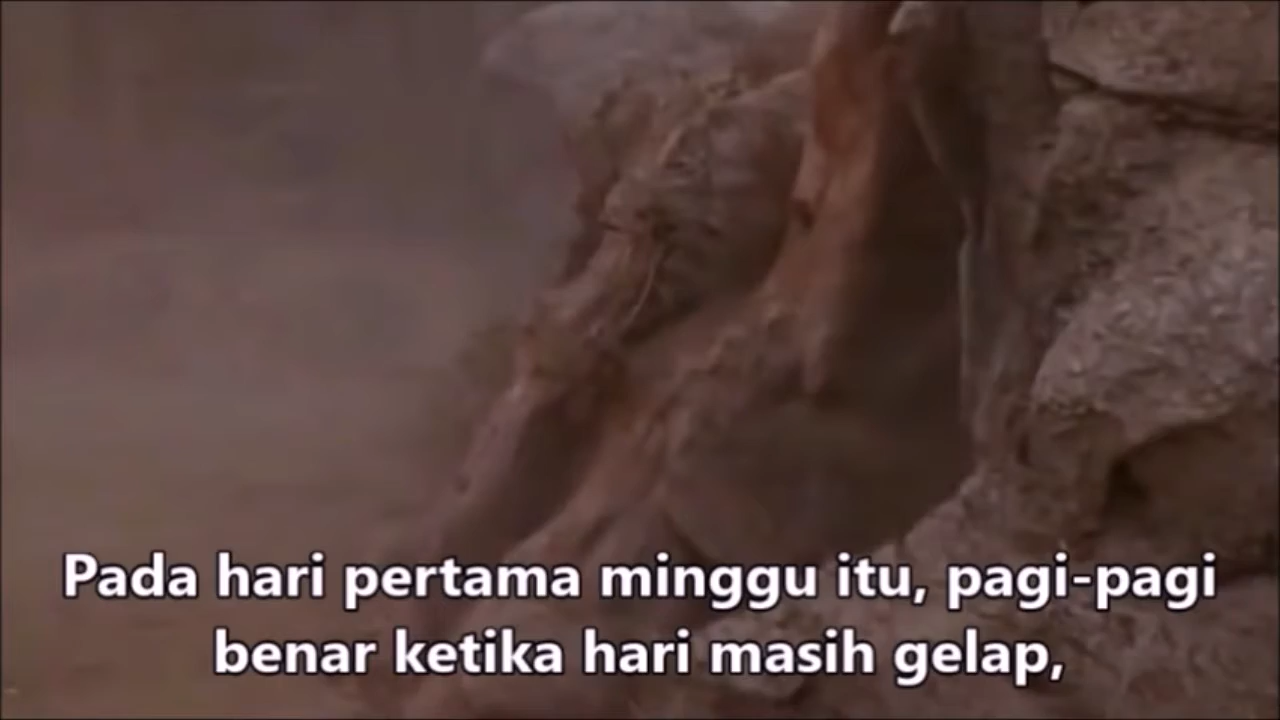 Pada hari pertama minggu itu, pagi-pagi
benar ketika hari masih gelap,